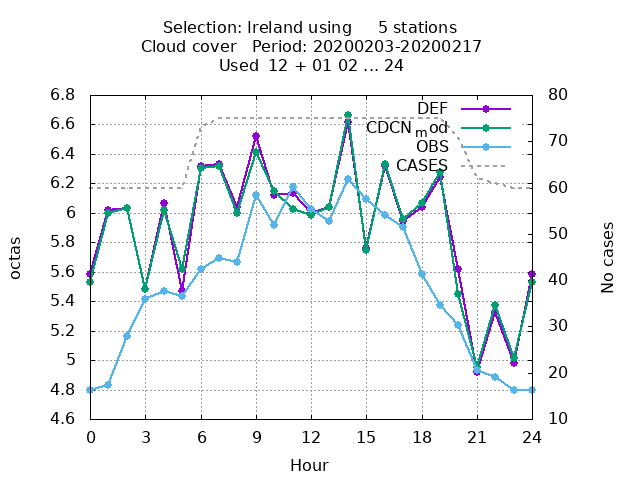 Selection: Ireland using 5 stations
Cloud cover Period: 20200203-20200217
Used 12 + 01 02 ... 24
6.8 80
DEF
6.6 CDCNmod 70
OBS
6.4 CASES
6.2 60
6
5.8 50
octas No cases
5.6 40
5.4
5.2 30
5 20
4.8
4.6 10
0 3 6 9 12 15 18 21 24
Hour